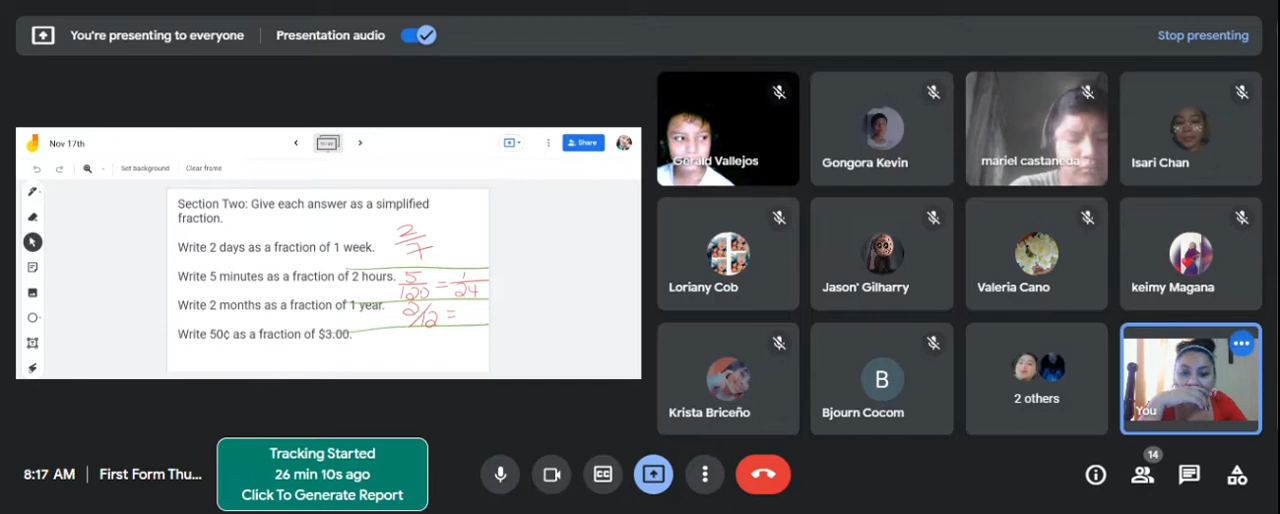 You're presenting to everyone
Presentation audio
Stop presenting
Nov 17th
Share
Set background
Clear frame
Section Two: Give each answer as a simplified
fraction.
Write 2 days as a fraction of 1 week.
2/7
Write 5 minutes as a fraction of 2 hours.
5/120 = 1/24
Write 2 months as a fraction of 1 year.
2/12 =
Write 50¢ as a fraction of $3.00.
Gerald Vallejos
Gongora Kevin
mariel castaneda
Isari Chan
Loriany Cob
Jason' Gilharry
Valeria Cano
keimy Magana
Krista Briceño
B
Bjourn Cocom
2 others
You
8:17 AM
First Form Thu...
Tracking Started
26 min 10s ago
Click To Generate Report
CC
14